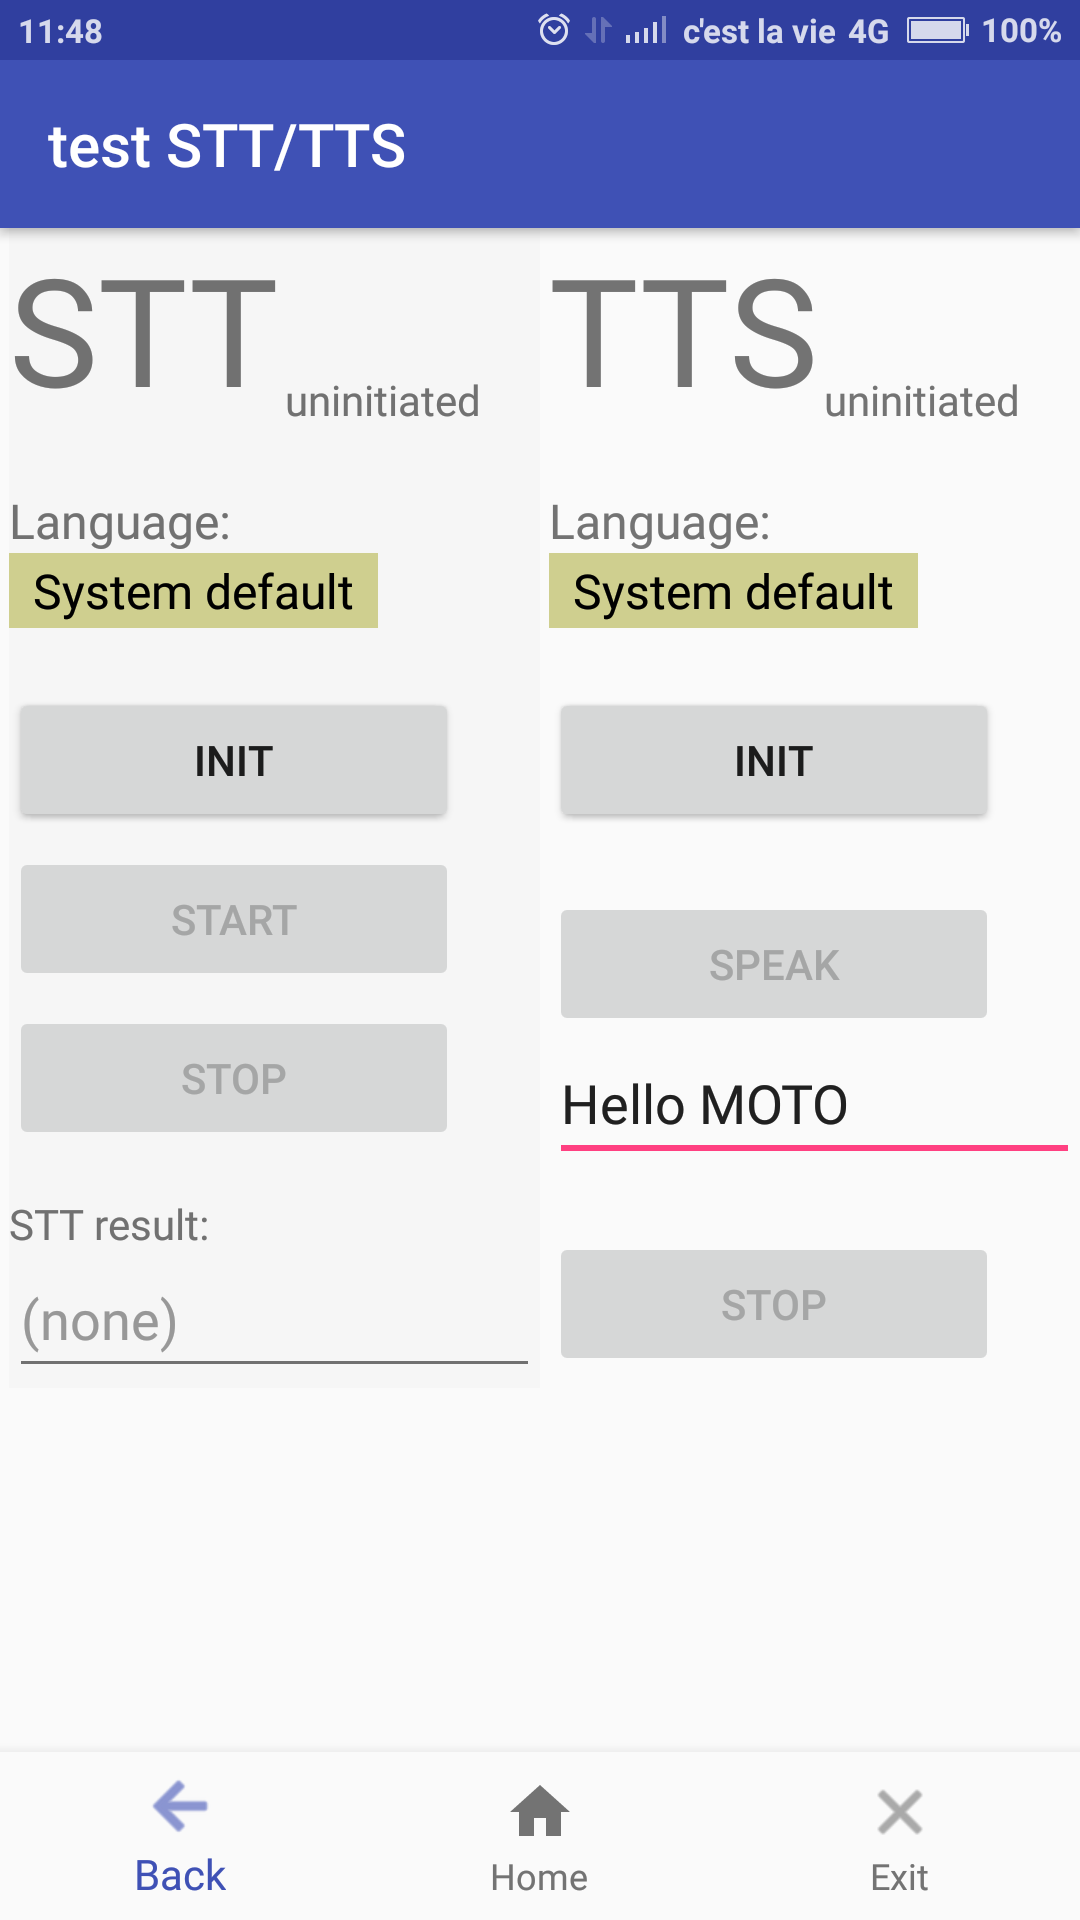 11:48 c'est la vie 4G 100%
test STT/TTS
STT uninitiated
Language:
System default
INIT
START
STOP
STT result:
(none)
TTS uninitiated
Language:
System default
INIT
SPEAK
Hello MOTO
STOP
Back Home Exit